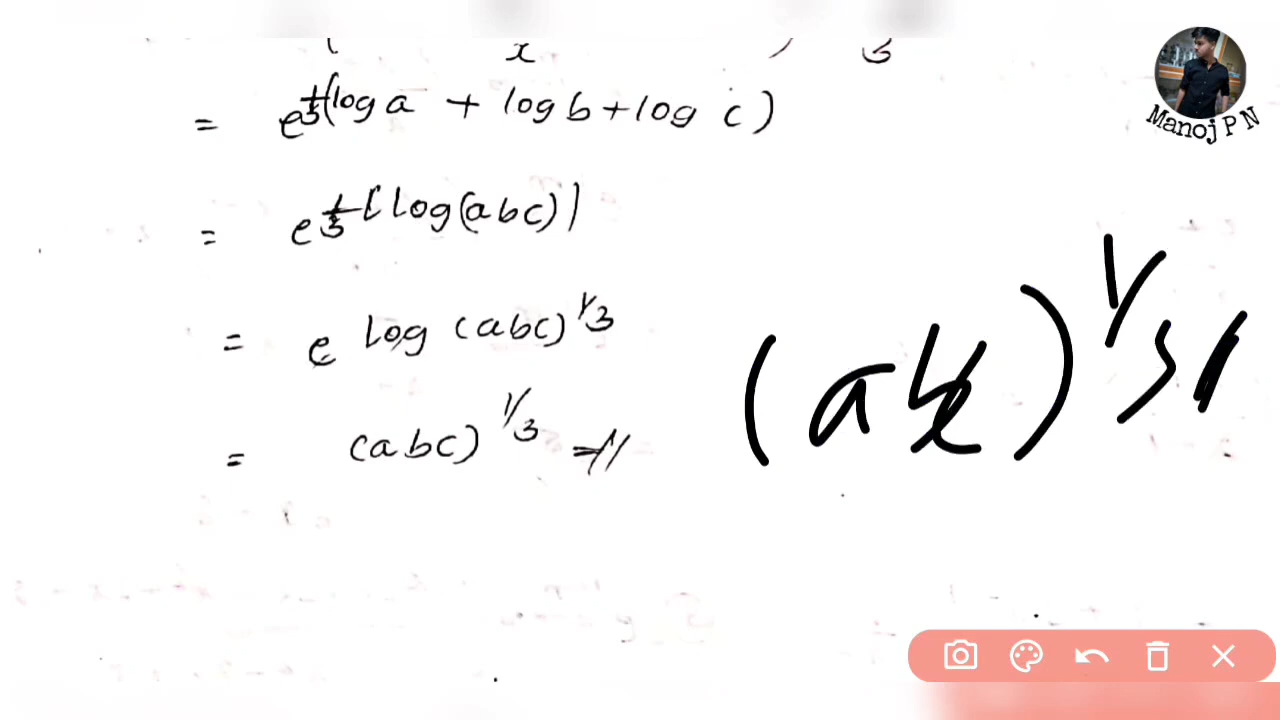 ( x ) 3
= e^{1/3(log a + log b + log c)}
= e^{1/3[log(abc)]}
= e^{log (abc)^{1/3}}
= (abc)^{1/3} =//
(abc)^{1/3} //
Manoj P N